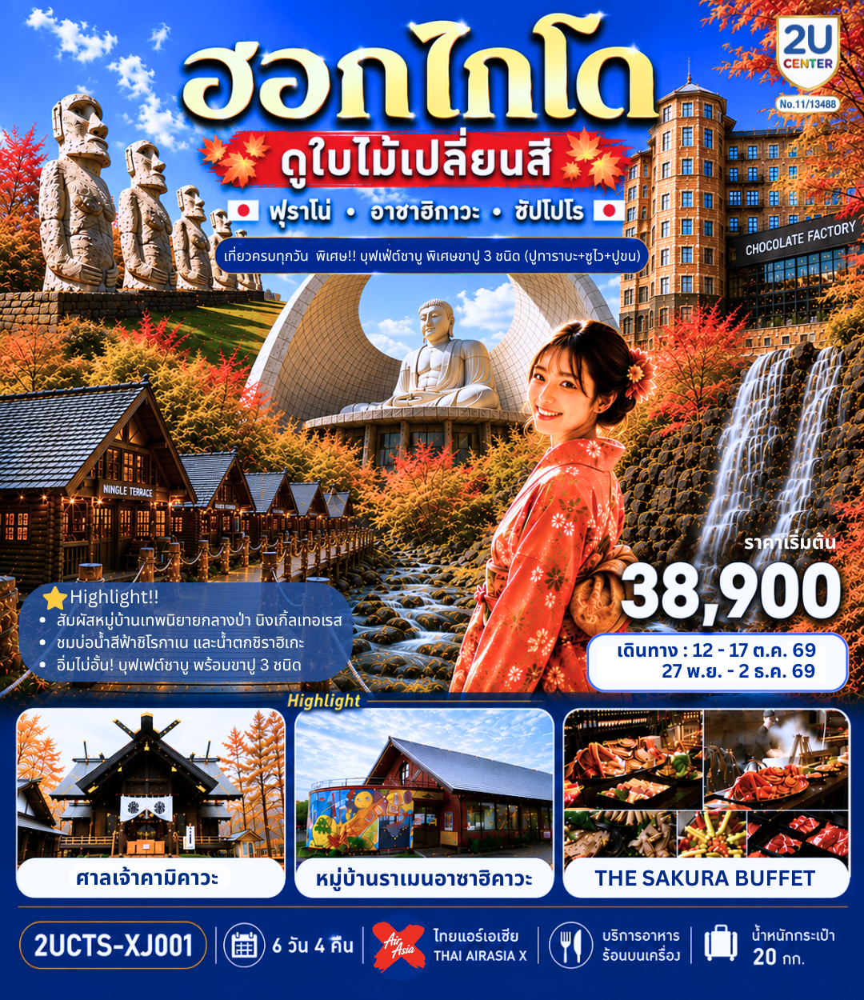 2U
CENTER
No.11/13488
ฮอกไกโด
ดูใบไม้เปลี่ยนสี
ฟุราโน่ • อาซาฮิกาวะ • ซัปโปโร
เที่ยวครบทุกวัน พิเศษ!! บุฟเฟ่ต์ชาบู พิเศษขาปู 3 ชนิด (ปูทาราบะ+ซูไว+ปูขน)
CHOCOLATE FACTORY
NINGLE TERRACE
ราคาเริ่มต้น
38,900
เดินทาง : 12 - 17 ต.ค. 69
27 พ.ย. - 2 ธ.ค. 69
Highlight!!
• สัมผัสหมู่บ้านเทพนิยายกลางป่า นิงเกิ้ลเทอเรส
• ชมบ่อน้ำสีฟ้าชิโรกาเน และน้ำตกชิราฮิเกะ
• อิ่มไม่อั้น! บุฟเฟต์ชาบู พร้อมขาปู 3 ชนิด
Highlight
ศาลเจ้าคามิคาวะ
หมู่บ้านราเมนอาซาฮิคาวะ
THE SAKURA BUFFET
2UCTS-XJ001
6 วัน 4 คืน
Air Asia
ไทยแอร์เอเชีย
THAI AIRASIA X
บริการอาหาร
ร้อนบนเครื่อง
น้ำหนักกระเป๋า
20 กก.